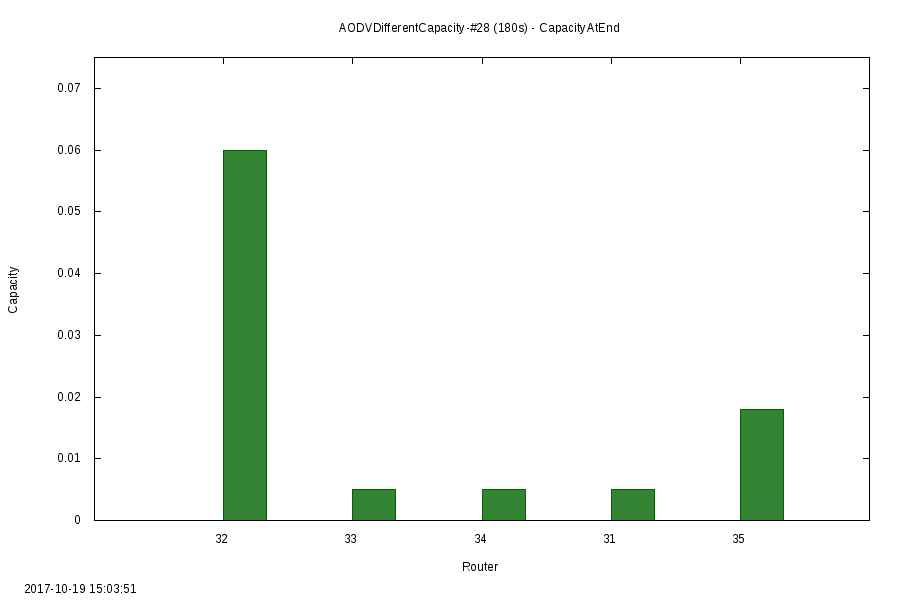 AODVDifferentCapacity-#28 (180s) - CapacityAtEnd
0.07
0.06
0.05
0.04
0.03
0.02
0.01
0
Capacity
32 33 34 31 35
Router
2017-10-19 15:03:51